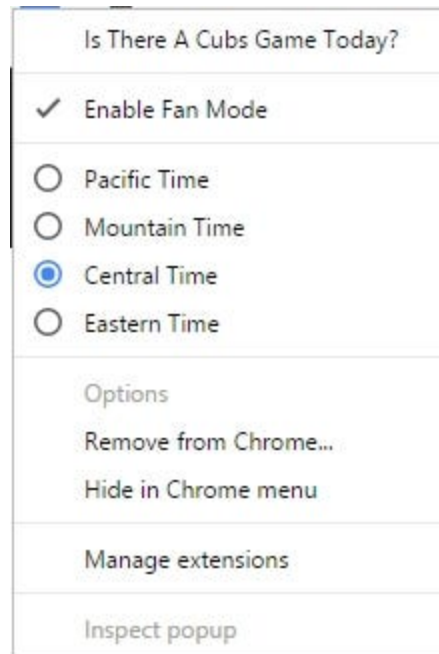 Is There A Cubs Game Today?
Enable Fan Mode
Pacific Time
Mountain Time
Central Time
Eastern Time
Options
Remove from Chrome...
Hide in Chrome menu
Manage extensions
Inspect popup